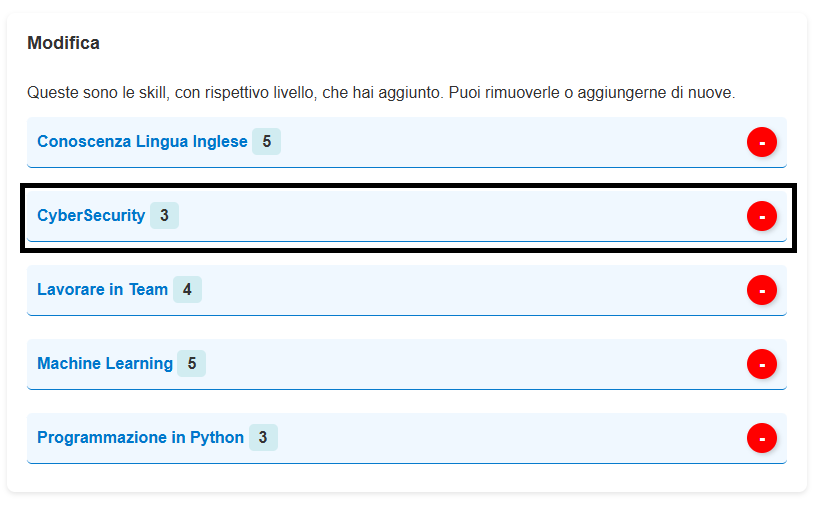 Modifica
Queste sono le skill, con rispettivo livello, che hai aggiunto. Puoi rimuoverle o aggiungerne di nuove.
Conoscenza Lingua Inglese 5 -
CyberSecurity 3 -
Lavorare in Team 4 -
Machine Learning 5 -
Programmazione in Python 3 -